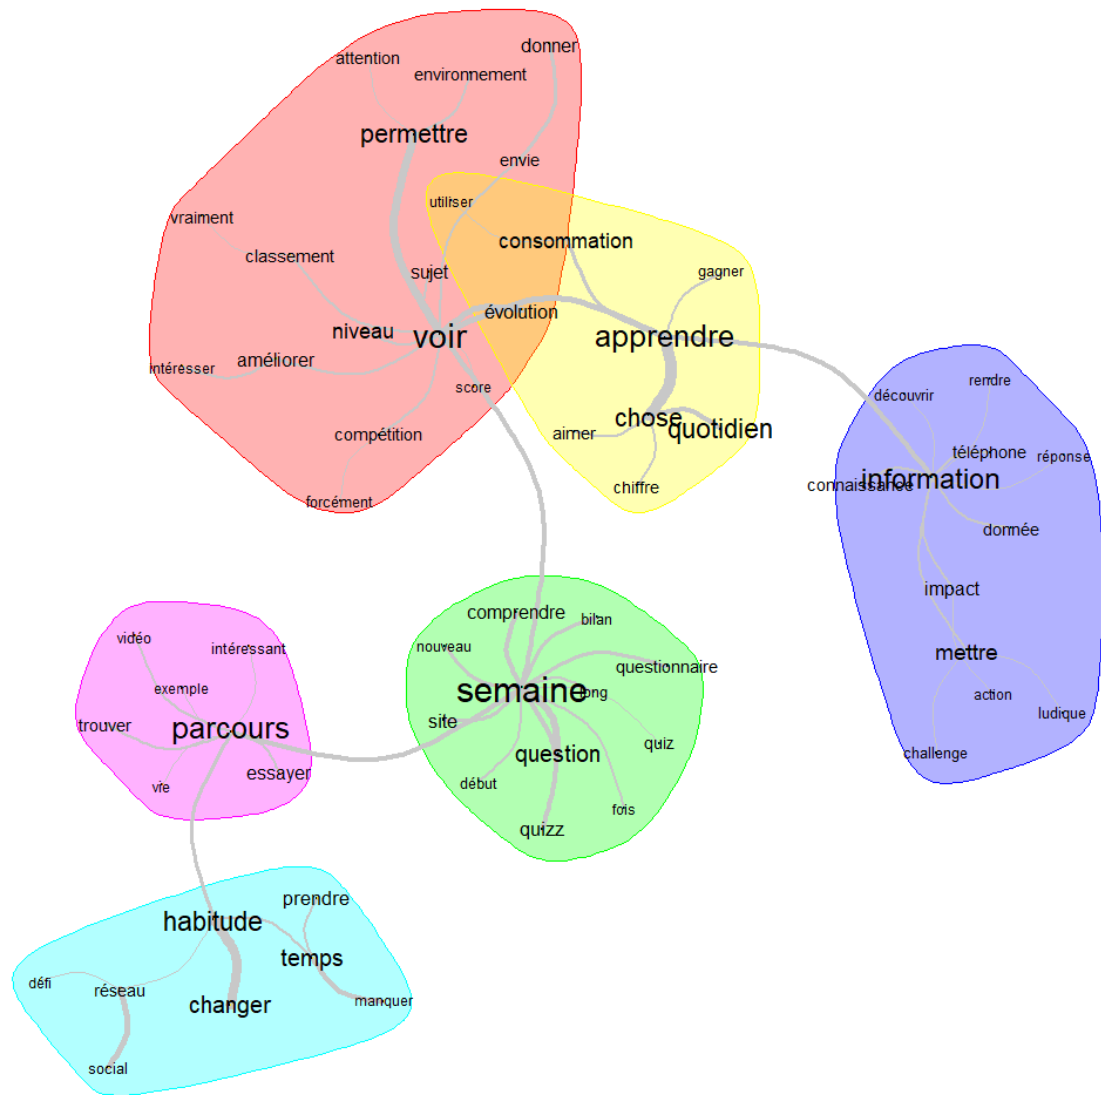 donner
attention
environnement
permettre
envie
utiliser
vraiment
consommation
classement
gagner
sujet
évolution
niveau
voir
apprendre
améliorer
intéresser
score
découvrir
rendre
chose
quotidien
aimer
compétition
téléphone
réponse
information
connaissance
chiffre
forcément
donnée
impact
comprendre
bilan
vidéo
intéressant
nouveau
questionnaire
mettre
exemple
semaine
long
action
trouver
parcours
site
ludique
question
quiz
challenge
essayer
vie
début
fois
quizz
prendre
habitude
temps
défi
réseau
changer
manquer
social